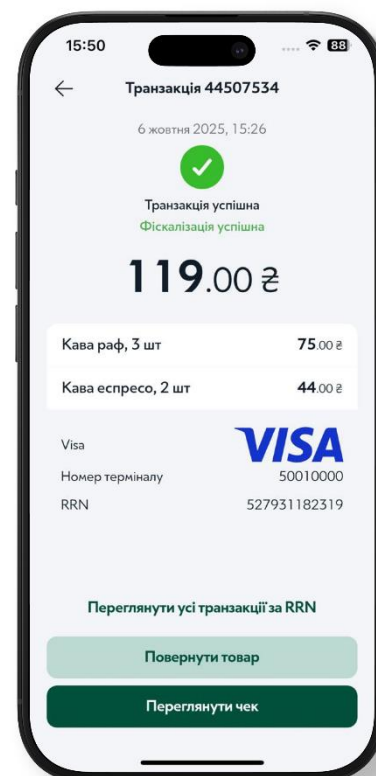 15:50
88
Транзакція 44507534
6 жовтня 2025, 15:26
Транзакція успішна
Фіскалізація успішна
119.00 ₴
Кава раф, 3 шт 75.00 ₴
Кава еспресо, 2 шт 44.00 ₴
Visa VISA
Номер терміналу 50010000
RRN 527931182319
Переглянути усі транзакції за RRN
Повернути товар
Переглянути чек